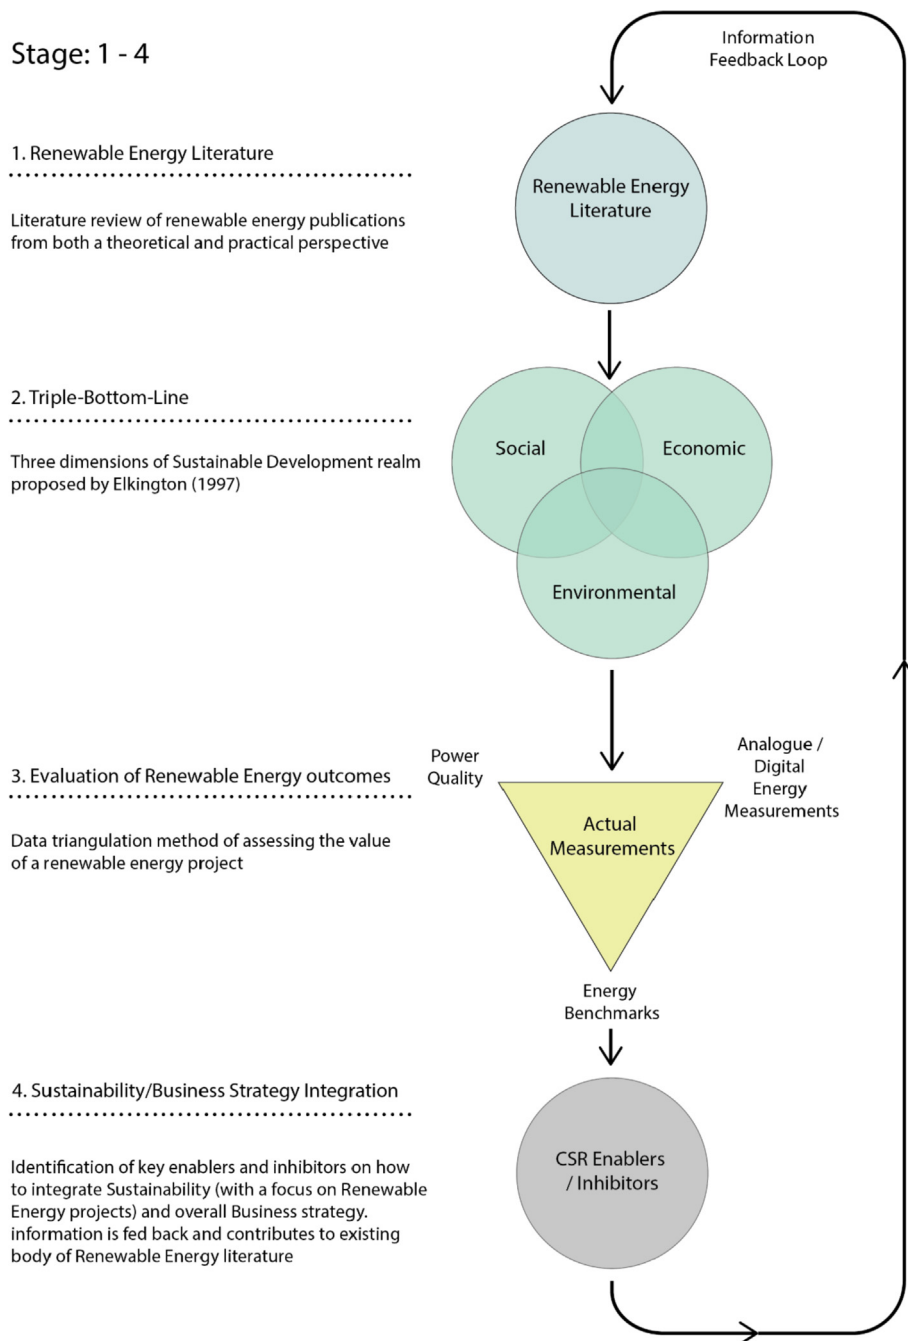 Stage: 1 - 4
Information
Feedback Loop
1. Renewable Energy Literature
Literature review of renewable energy publications
from both a theoretical and practical perspective
Renewable Energy
Literature
2. Triple-Bottom-Line
Three dimensions of Sustainable Development realm
proposed by Elkington (1997)
Social
Economic
Environmental
3. Evaluation of Renewable Energy outcomes
Data triangulation method of assessing the value
of a renewable energy project
Power
Quality
Analogue /
Digital
Energy
Measurements
Actual
Measurements
Energy
Benchmarks
4. Sustainability/Business Strategy Integration
Identification of key enablers and inhibitors on how
to integrate Sustainability (with a focus on Renewable
Energy projects) and overall Business strategy.
information is fed back and contributes to existing
body of Renewable Energy literature
CSR Enablers
/ Inhibitors